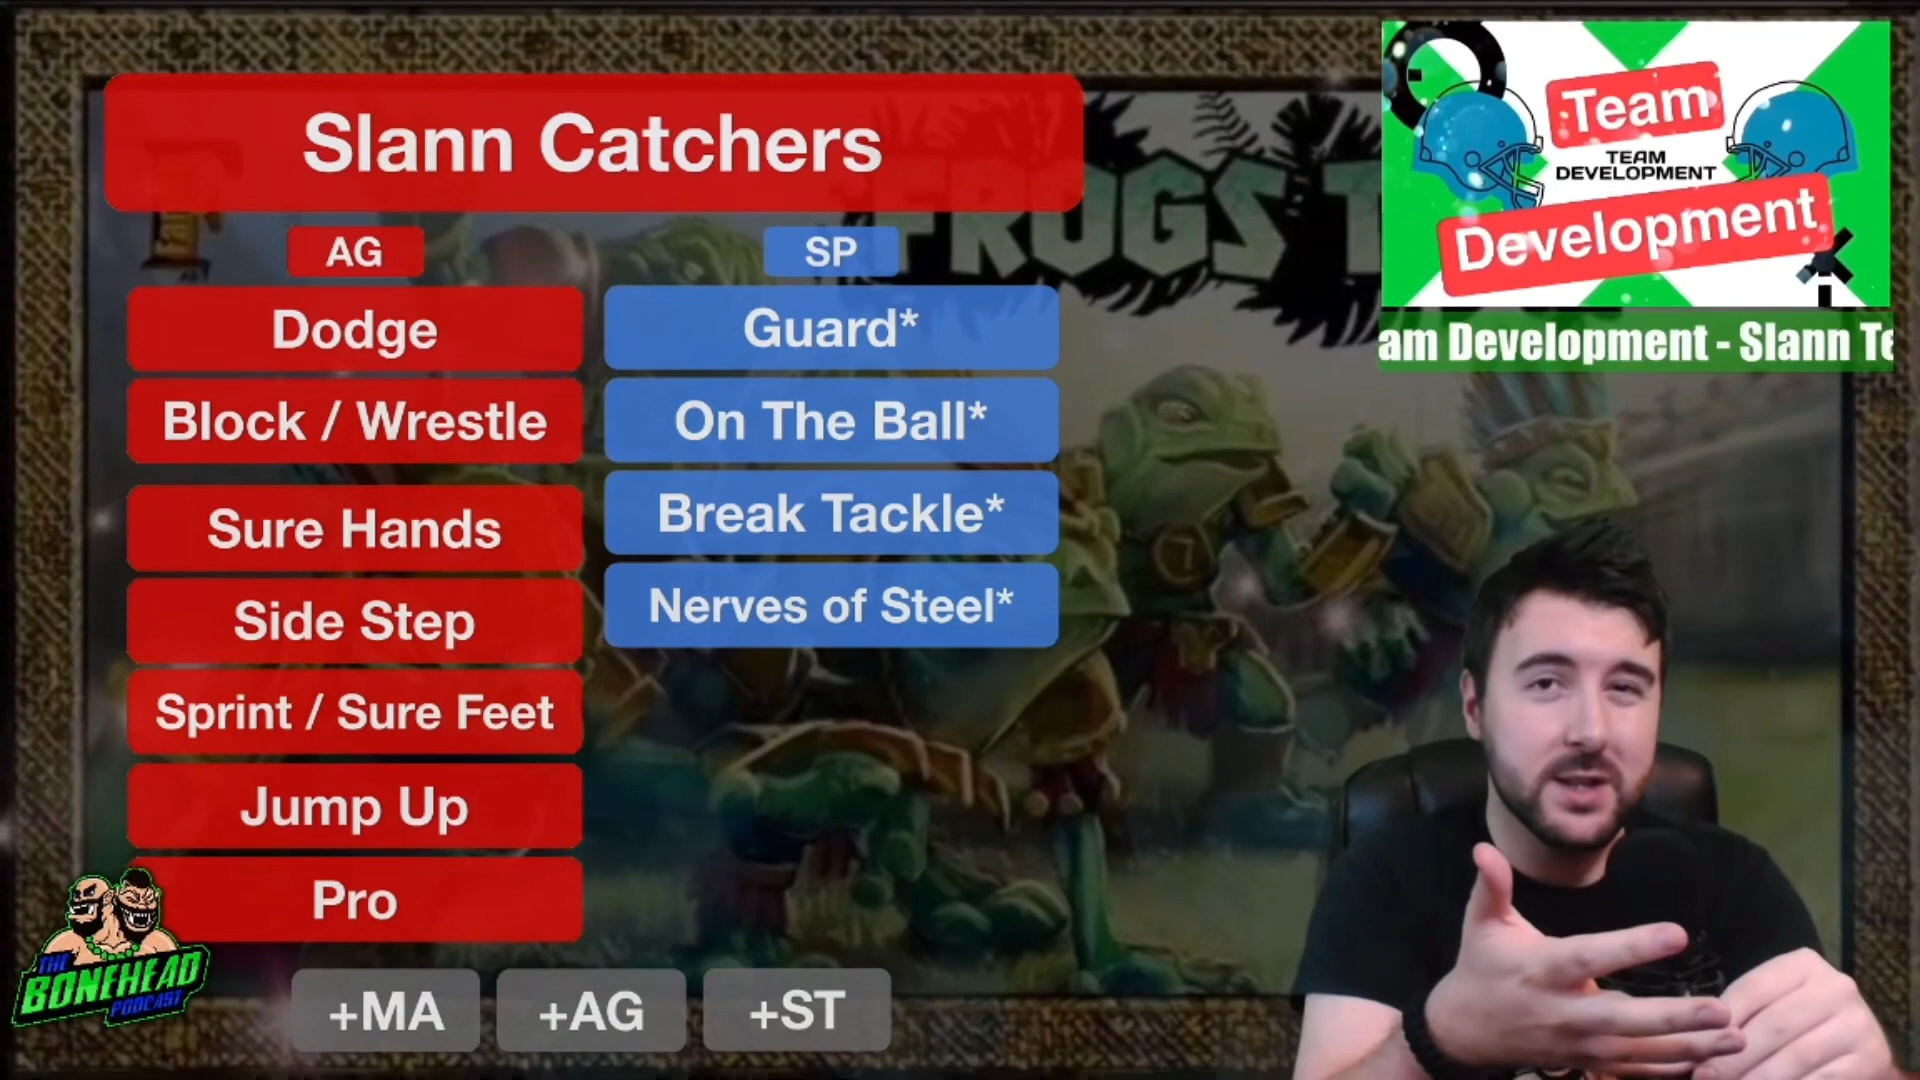 Slann Catchers
FROGS T
AG
Dodge
Block / Wrestle
Sure Hands
Side Step
Sprint / Sure Feet
Jump Up
Pro
SP
Guard*
On The Ball*
Break Tackle*
Nerves of Steel*
+MA +AG +ST
Team
TEAM
DEVELOPMENT
Development
am Development - Slann Te
THE
BONEHEAD
PODCAST